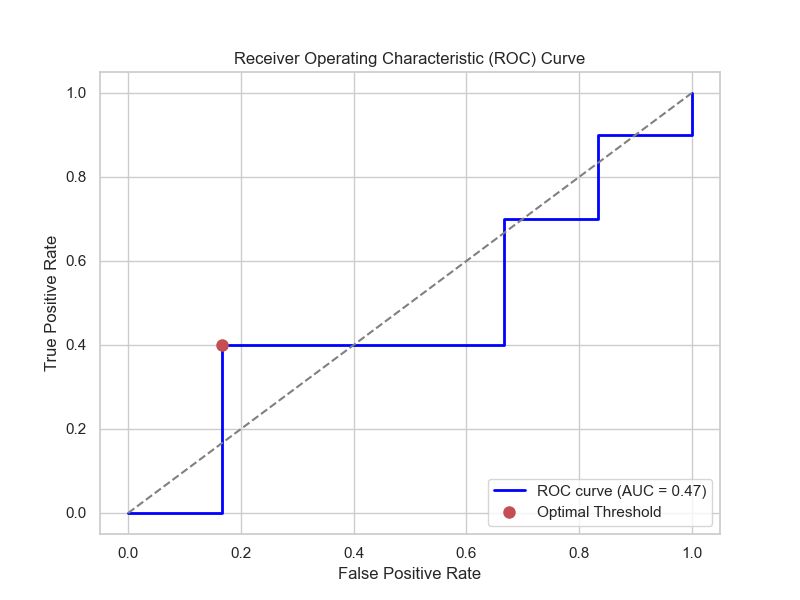 Receiver Operating Characteristic (ROC) Curve
1.0
0.8
0.6
0.4
0.2
0.0
True Positive Rate
0.0 0.2 0.4 0.6 0.8 1.0
False Positive Rate
ROC curve (AUC = 0.47)
Optimal Threshold